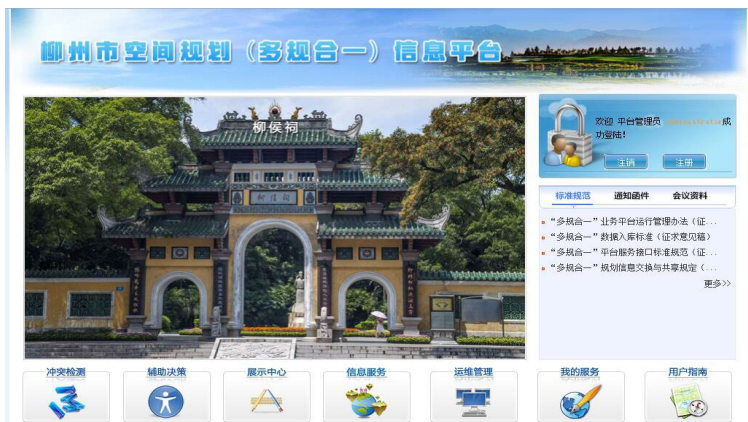 柳州市空间规划（多规合一）信息平台
柳侯祠
柳侯祠
欢迎 平台管理员 成
功登陆！
注销 注册
标准规范 通知函件 会议资料
“多规合一”业务平台运行管理办法（征...
“多规合一”数据入库标准（征求意见稿）
“多规合一”平台服务接口标准规范（征...
“多规合一”规划信息交换与共享规定（...
更多>>
冲突检测 辅助决策 展示中心 信息服务 运维管理 我的服务 用户指南